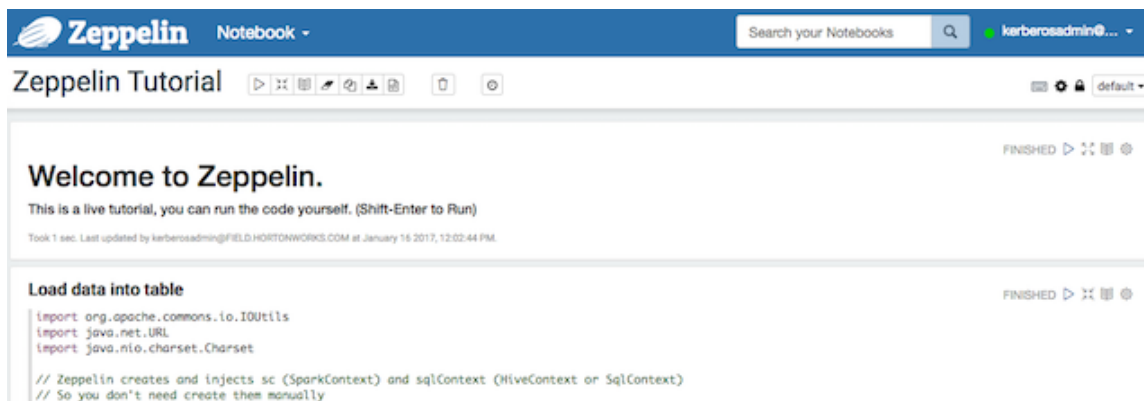 Zeppelin Notebook Search your Notebooks kerberosadmin@...
Zeppelin Tutorial default
FINISHED
Welcome to Zeppelin.
This is a live tutorial, you can run the code yourself. (Shift-Enter to Run)
Took 1 sec. Last updated by kerberosadmin@FIELD.HORTONWORKS.COM at January 16 2017, 12:02:44 PM.
Load data into table FINISHED
import org.apache.commons.io.IOUtils
import java.net.URL
import java.nio.charset.Charset
// Zeppelin creates and injects sc (SparkContext) and sqlContext (HiveContext or SqlContext)
// So you don't need create them manually